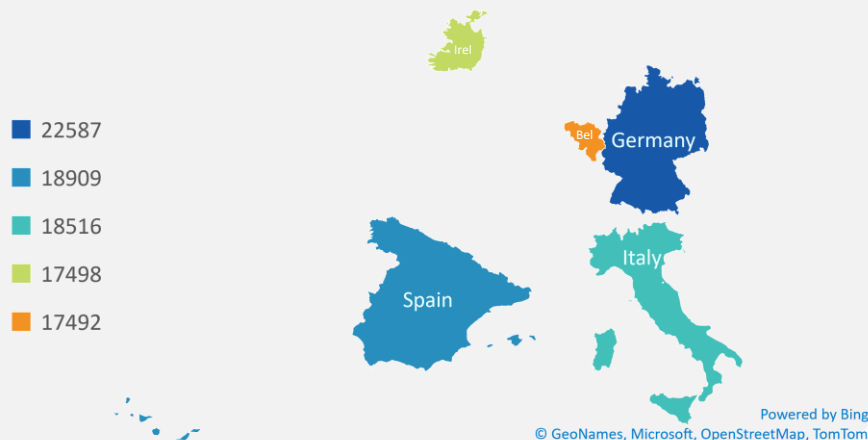 Irel
22587
Bel
Germany
18909
18516
Italy
17498
Spain
17492
Powered by Bing
© GeoNames, Microsoft, OpenStreetMap, TomTom